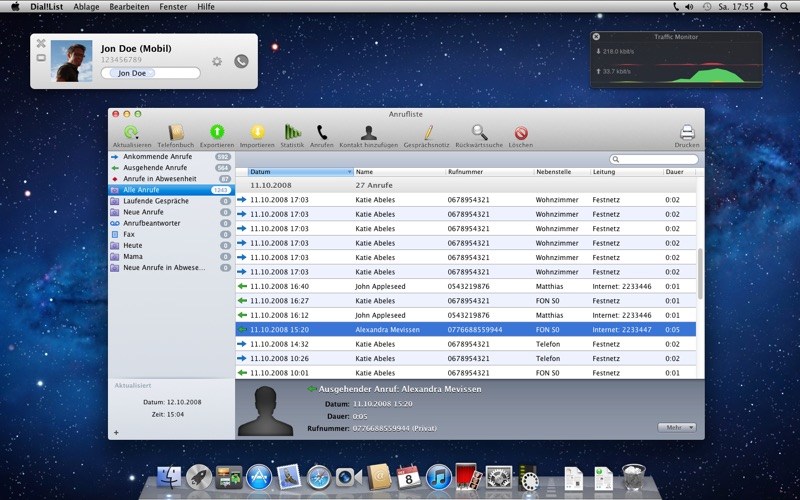 Dial!List Ablage Bearbeiten Fenster Hilfe Sa. 17:55
Jon Doe (Mobil)
123456789
Jon Doe
Traffic Monitor
218.0 kbit/s
33.7 kbit/s
Anrufliste
Aktualisieren Telefonbuch Exportieren Importieren Statistik Anrufen Kontakt hinzufügen Gesprächsnotiz Rückwärtssuche Löschen Drucken
Ankommende Anrufe 592
Ausgehende Anrufe 564
Anrufe in Abwesenheit 87
Alle Anrufe 1243
Laufende Gespräche 0
Neue Anrufe 0
Anrufbeantworter 0
Fax 0
Heute 0
Mama 0
Neue Anrufe in Abwese... 0
Aktualisiert
Datum: 12.10.2008
Zeit: 15:04
+
Datum Name Rufnummer Nebenstelle Leitung Dauer
11.10.2008 27 Anrufe
11.10.2008 17:03 Katie Abeles 0678954321 Wohnzimmer Festnetz 0:02
11.10.2008 17:03 Katie Abeles 0678954321 Wohnzimmer Festnetz 0:02
11.10.2008 17:03 Katie Abeles 0678954321 Wohnzimmer Festnetz 0:02
11.10.2008 17:03 Katie Abeles 0678954321 Wohnzimmer Festnetz 0:02
11.10.2008 17:03 Katie Abeles 0678954321 Wohnzimmer Festnetz 0:02
11.10.2008 17:03 Katie Abeles 0678954321 Wohnzimmer Festnetz 0:02
11.10.2008 16:40 John Appleseed 0543219876 Matthias Internet: 2233446 0:01
11.10.2008 16:27 Katie Abeles 0678954321 FON S0 Festnetz 0:01
11.10.2008 16:12 John Appleseed 0543219876 FON S0 Internet: 2233446 0:01
11.10.2008 15:20 Alexandra Mevissen 0776688559944 FON S0 Internet: 2233447 0:05
11.10.2008 14:32 Katie Abeles 0678954321 Telefon Festnetz 0:02
11.10.2008 10:26 Katie Abeles 0678954321 Telefon Festnetz 0:02
11.10.2008 10:01 Katie Abeles 0678954321 FON S0 Festnetz 0:01
Ausgehender Anruf: Alexandra Mevissen
Datum: 11.10.2008 15:20
Dauer: 0:05
Rufnummer: 0776688559944 (Privat)
Mehr
8